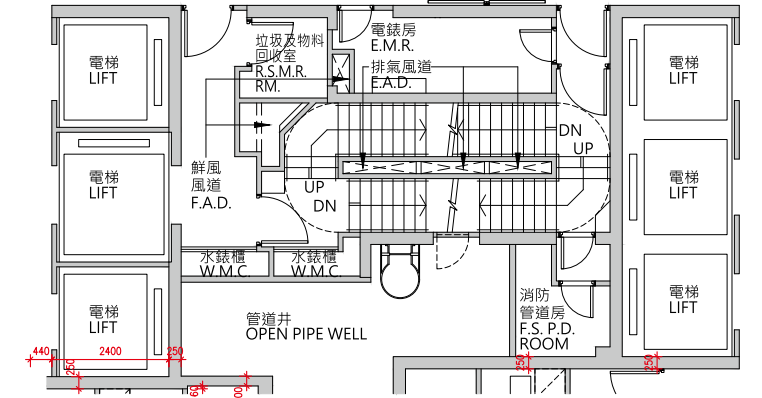 電梯
LIFT
垃圾及物料
回收室
R.S.M.R.
RM.
電錶房
E.M.R.
排氣風道
E.A.D.
電梯
LIFT
DN
UP
電梯
LIFT
鮮風
風道
F.A.D.
UP
DN
電梯
LIFT
水錶櫃
W.M.C.
水錶櫃
W.M.C.
電梯
LIFT
管道井
OPEN PIPE WELL
消防
管道房
F.S. P.D.
ROOM
電梯
LIFT
440
2400
250
250
250
250